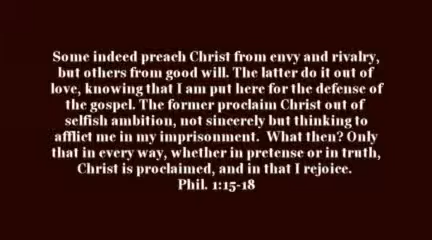 Some indeed preach Christ from envy and rivalry,
but others from good will. The latter do it out of
love, knowing that I am put here for the defense of
the gospel. The former proclaim Christ out of
selfish ambition, not sincerely but thinking to
afflict me in my imprisonment. What then? Only
that in every way, whether in pretense or in truth,
Christ is proclaimed, and in that I rejoice.
Phil. 1:15-18